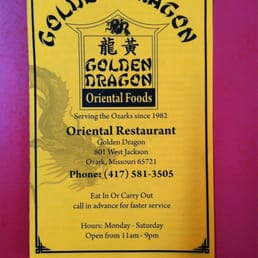 GOLDEN DRAGON
龍 黃
GOLDEN
DRAGON
Oriental Foods
Serving the Ozarks since 1982
Oriental Restaurant
Golden Dragon
801 West Jackson
Ozark, Missouri 65721
Phone: (417) 581-3505
Eat In Or Carry Out
call in advance for faster service
Hours: Monday - Saturday
Open from 11am - 9pm